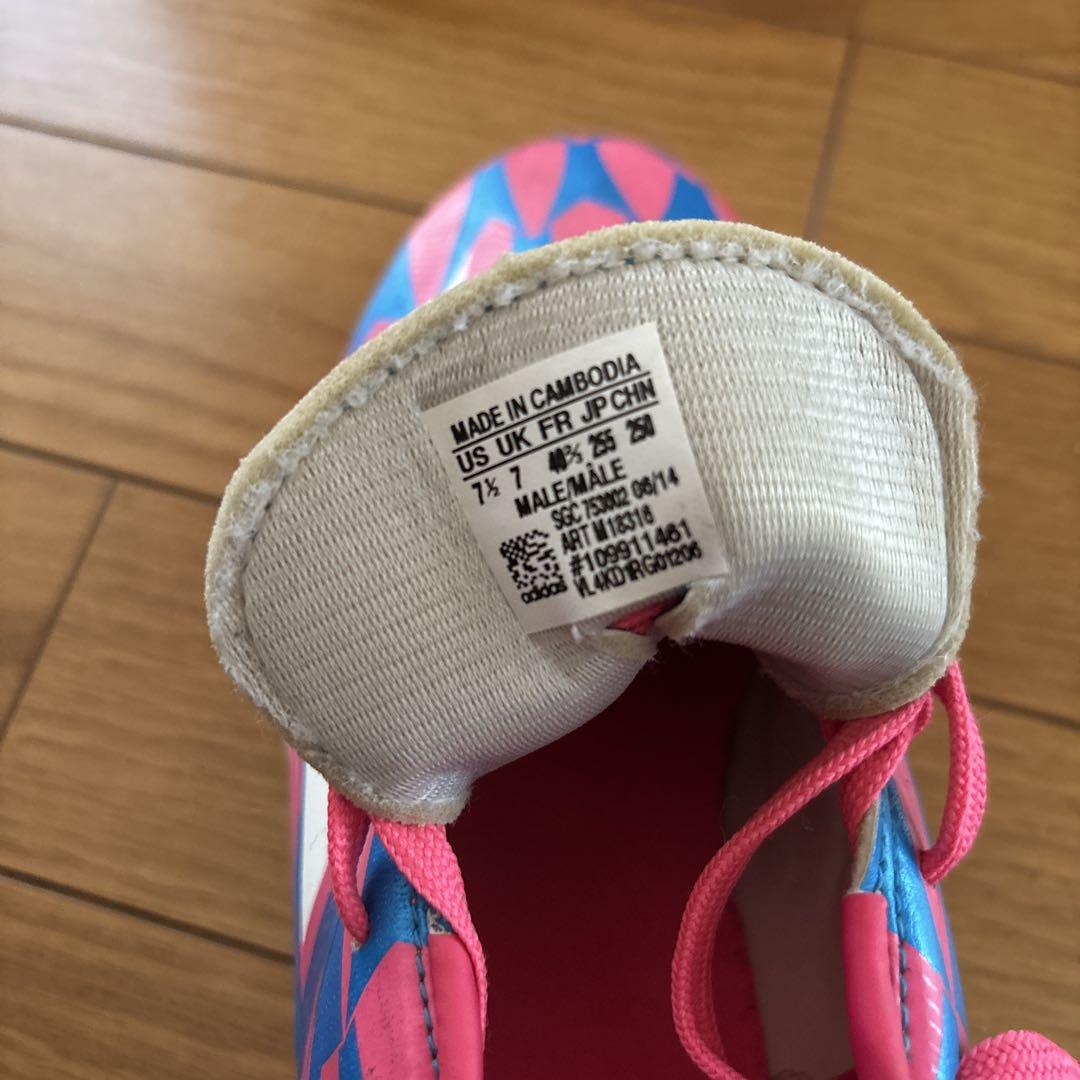 MADE IN CAMBODIA
US UK FR JP CHN
7½ 7 40⅔ 255 250
MALE/MÂLE
SGC 753002 06/14
ART M18316
#109911461
VL4KD1RG01206
adidas